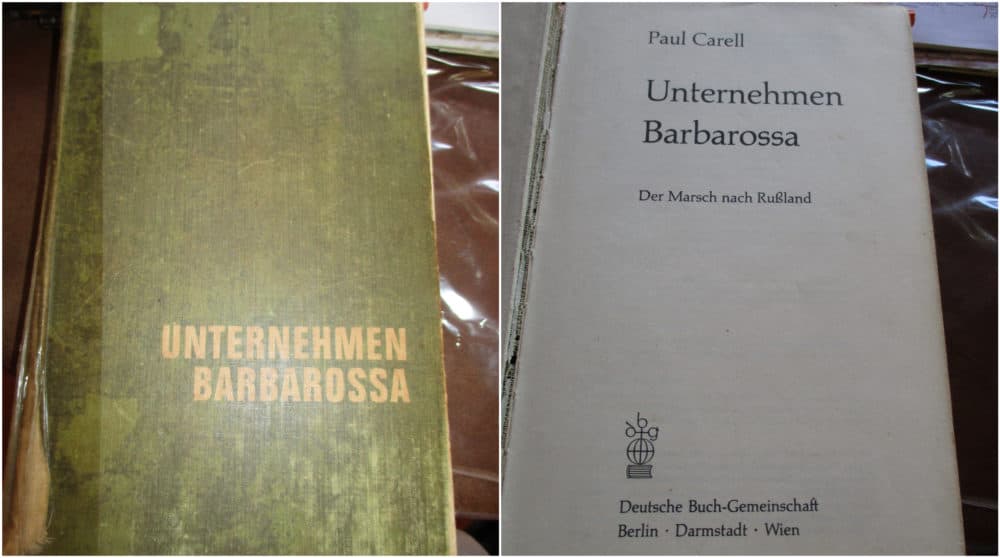 UNTERNEHMEN
BARBAROSSA
Paul Carell
Unternehmen
Barbarossa
Der Marsch nach Rußland
dbg
Deutsche Buch-Gemeinschaft
Berlin · Darmstadt · Wien